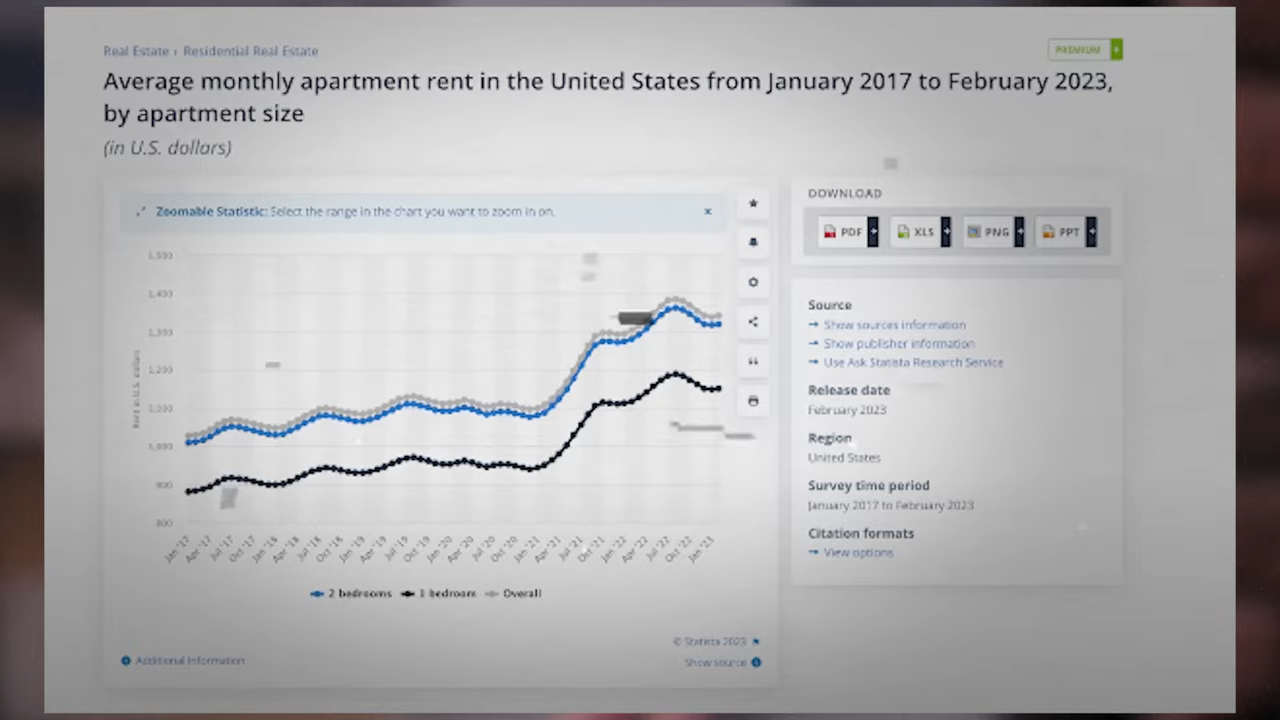 Real Estate › Residential Real Estate
PREMIUM +
Average monthly apartment rent in the United States from January 2017 to February 2023,
by apartment size
(in U.S. dollars)
Zoomable Statistic: Select the range in the chart you want to zoom in on. x
DOWNLOAD
PDF + XLS + PNG + PPT +
1,500
1,400
1,300
1,200
1,100
1,000
900
800
Rent in U.S. dollars
Jan '17 Apr '17 Jul '17 Oct '17 Jan '18 Apr '18 Jul '18 Oct '18 Jan '19 Apr '19 Jul '19 Oct '19 Jan '20 Apr '20 Jul '20 Oct '20 Jan '21 Apr '21 Jul '21 Oct '21 Jan '22 Apr '22 Jul '22 Oct '22 Jan '23
2 bedrooms 1 bedroom Overall
© Statista 2023
Additional Information
Show source
Source
Show sources information
Show publisher information
Use Ask Statista Research Service
Release date
February 2023
Region
United States
Survey time period
January 2017 to February 2023
Citation formats
View options